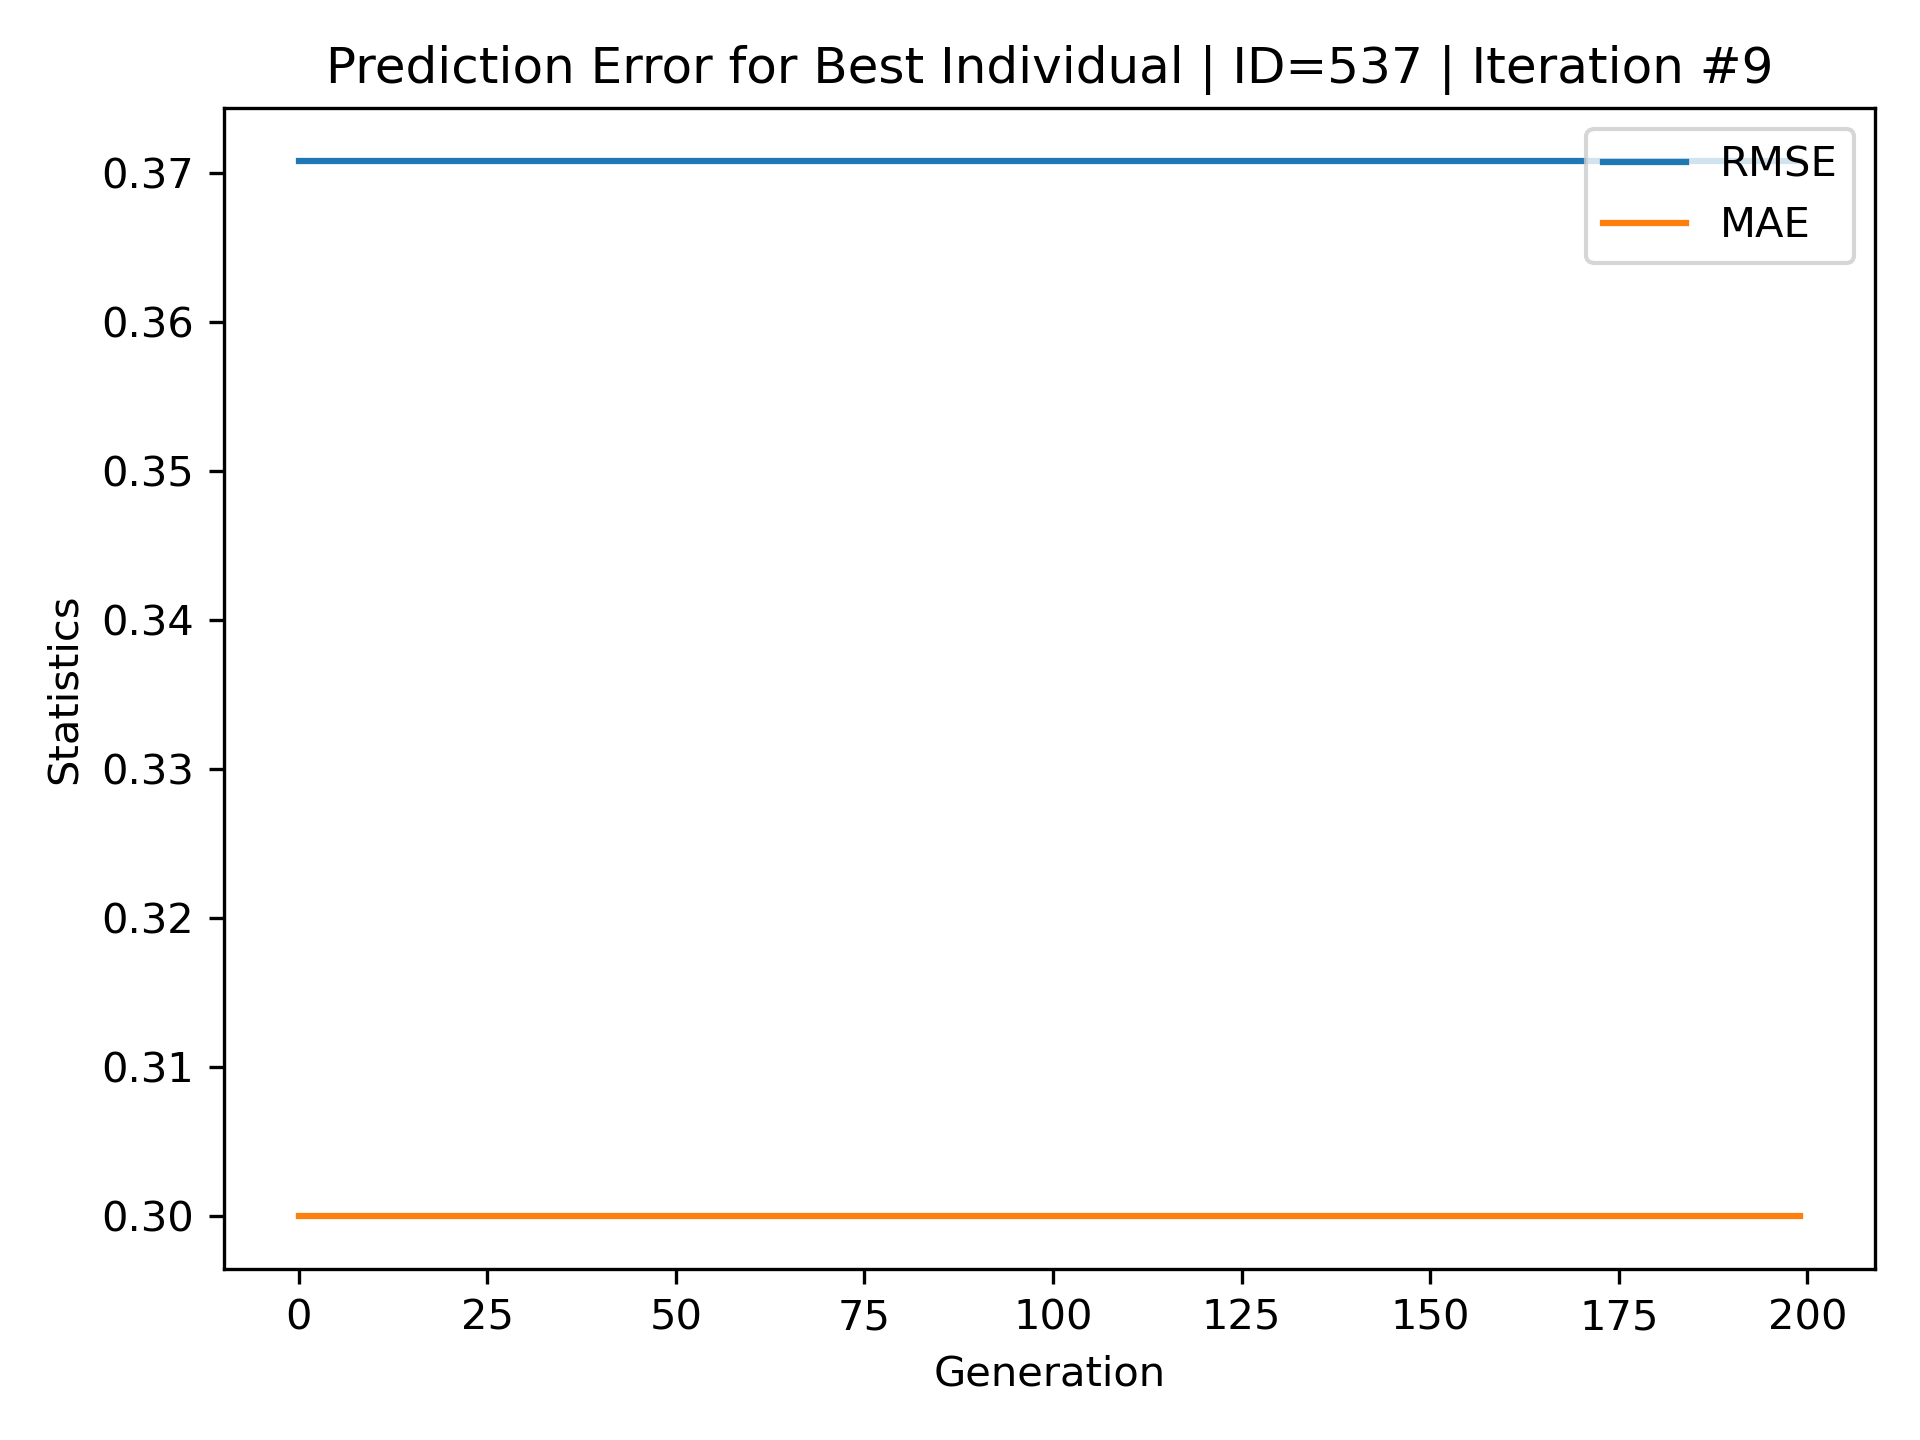 Prediction Error for Best Individual | ID=537 | Iteration #9
RMSE
MAE
0.37
0.36
0.35
0.34
0.33
0.32
0.31
0.30
Statistics
0 25 50 75 100 125 150 175 200
Generation